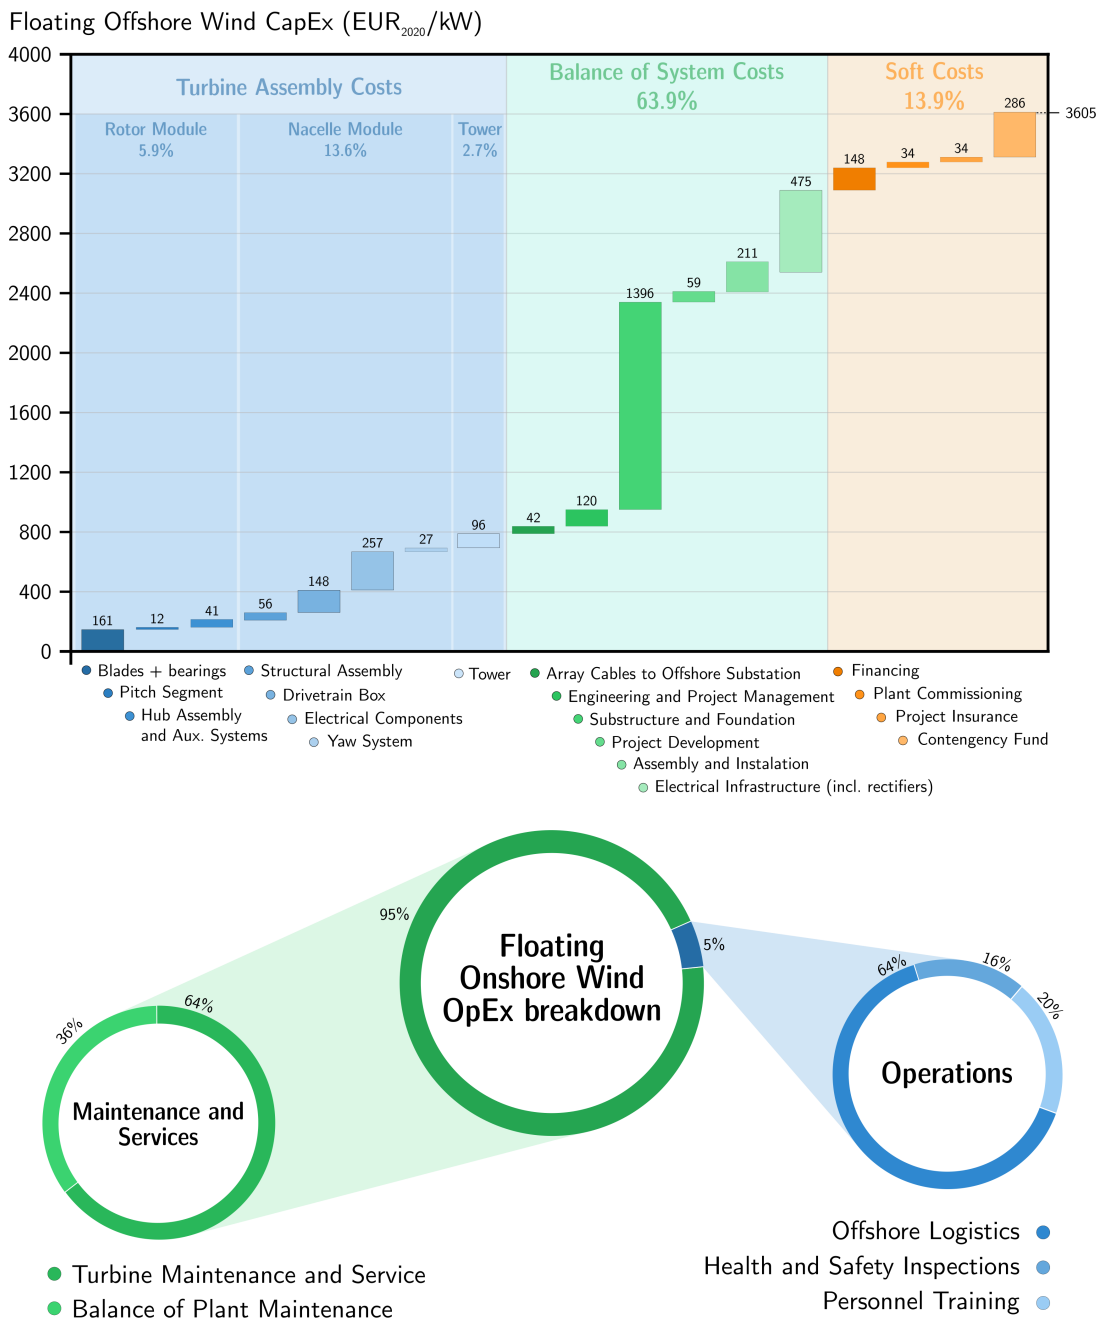 Floating Offshore Wind CapEx (EUR2020/kW)
4000
3600
3200
2800
2400
2000
1600
1200
800
400
0
Turbine Assembly Costs
Rotor Module
5.9%
Nacelle Module
13.6%
Tower
2.7%
Balance of System Costs
63.9%
Soft Costs
13.9%
161
12
41
56
148
257
27
96
42
120
1396
59
211
475
148
34
34
286
3605
Blades + bearings
Pitch Segment
Hub Assembly
and Aux. Systems
Structural Assembly
Drivetrain Box
Electrical Components
Yaw System
Tower
Array Cables to Offshore Substation
Engineering and Project Management
Substructure and Foundation
Project Development
Assembly and Instalation
Electrical Infrastructure (incl. rectifiers)
Financing
Plant Commissioning
Project Insurance
Contengency Fund
Floating
Onshore Wind
OpEx breakdown
95%
5%
Maintenance and
Services
36%
64%
Operations
64%
16%
20%
Turbine Maintenance and Service
Balance of Plant Maintenance
Offshore Logistics
Health and Safety Inspections
Personnel Training